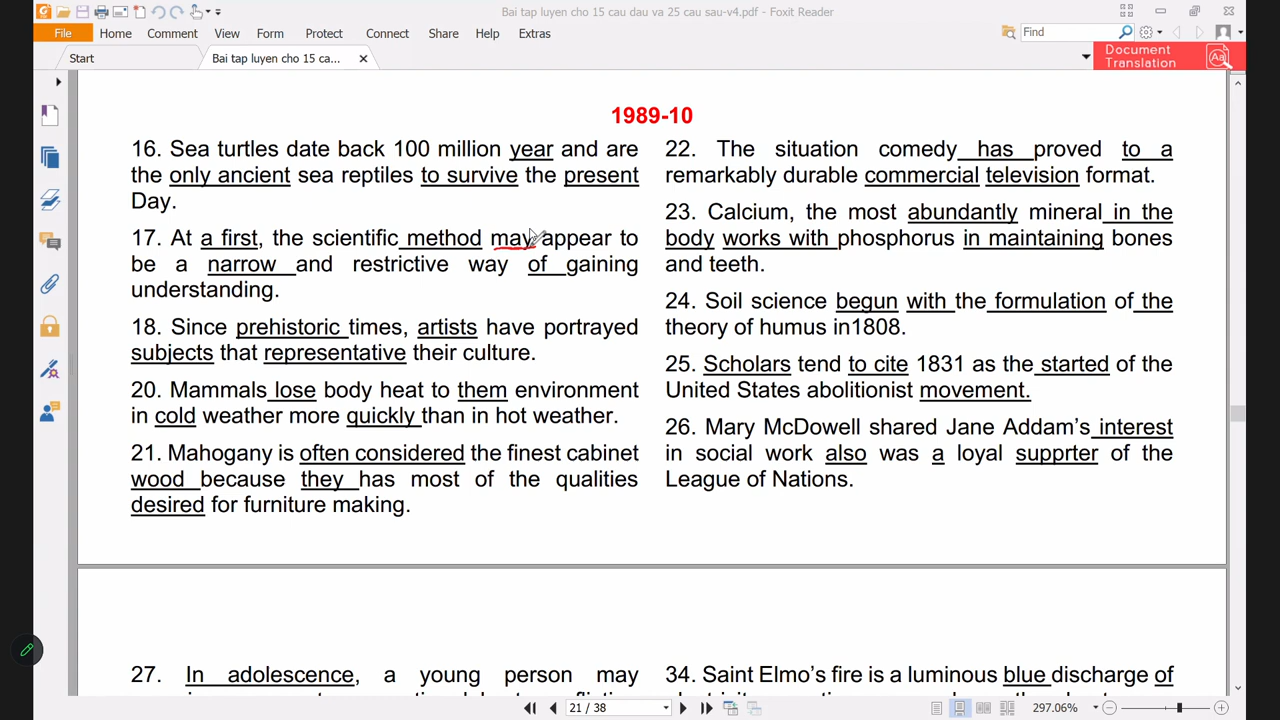 Bai tap luyen cho 15 cau dau va 25 cau sau-v4.pdf - Foxit Reader
File Home Comment View Form Protect Connect Share Help Extras Find
Start Bai tap luyen cho 15 ca... Document Translation
1989-10
16. Sea turtles date back 100 million year and are
the only ancient sea reptiles to survive the present
Day.
17. At a first, the scientific method may appear to
be a narrow and restrictive way of gaining
understanding.
18. Since prehistoric times, artists have portrayed
subjects that representative their culture.
20. Mammals lose body heat to them environment
in cold weather more quickly than in hot weather.
21. Mahogany is often considered the finest cabinet
wood because they has most of the qualities
desired for furniture making.
22. The situation comedy has proved to a
remarkably durable commercial television format.
23. Calcium, the most abundantly mineral in the
body works with phosphorus in maintaining bones
and teeth.
24. Soil science begun with the formulation of the
theory of humus in1808.
25. Scholars tend to cite 1831 as the started of the
United States abolitionist movement.
26. Mary McDowell shared Jane Addam's interest
in social work also was a loyal supprter of the
League of Nations.
27. In adolescence, a young person may
34. Saint Elmo's fire is a luminous blue discharge of
21 / 38
297.06%